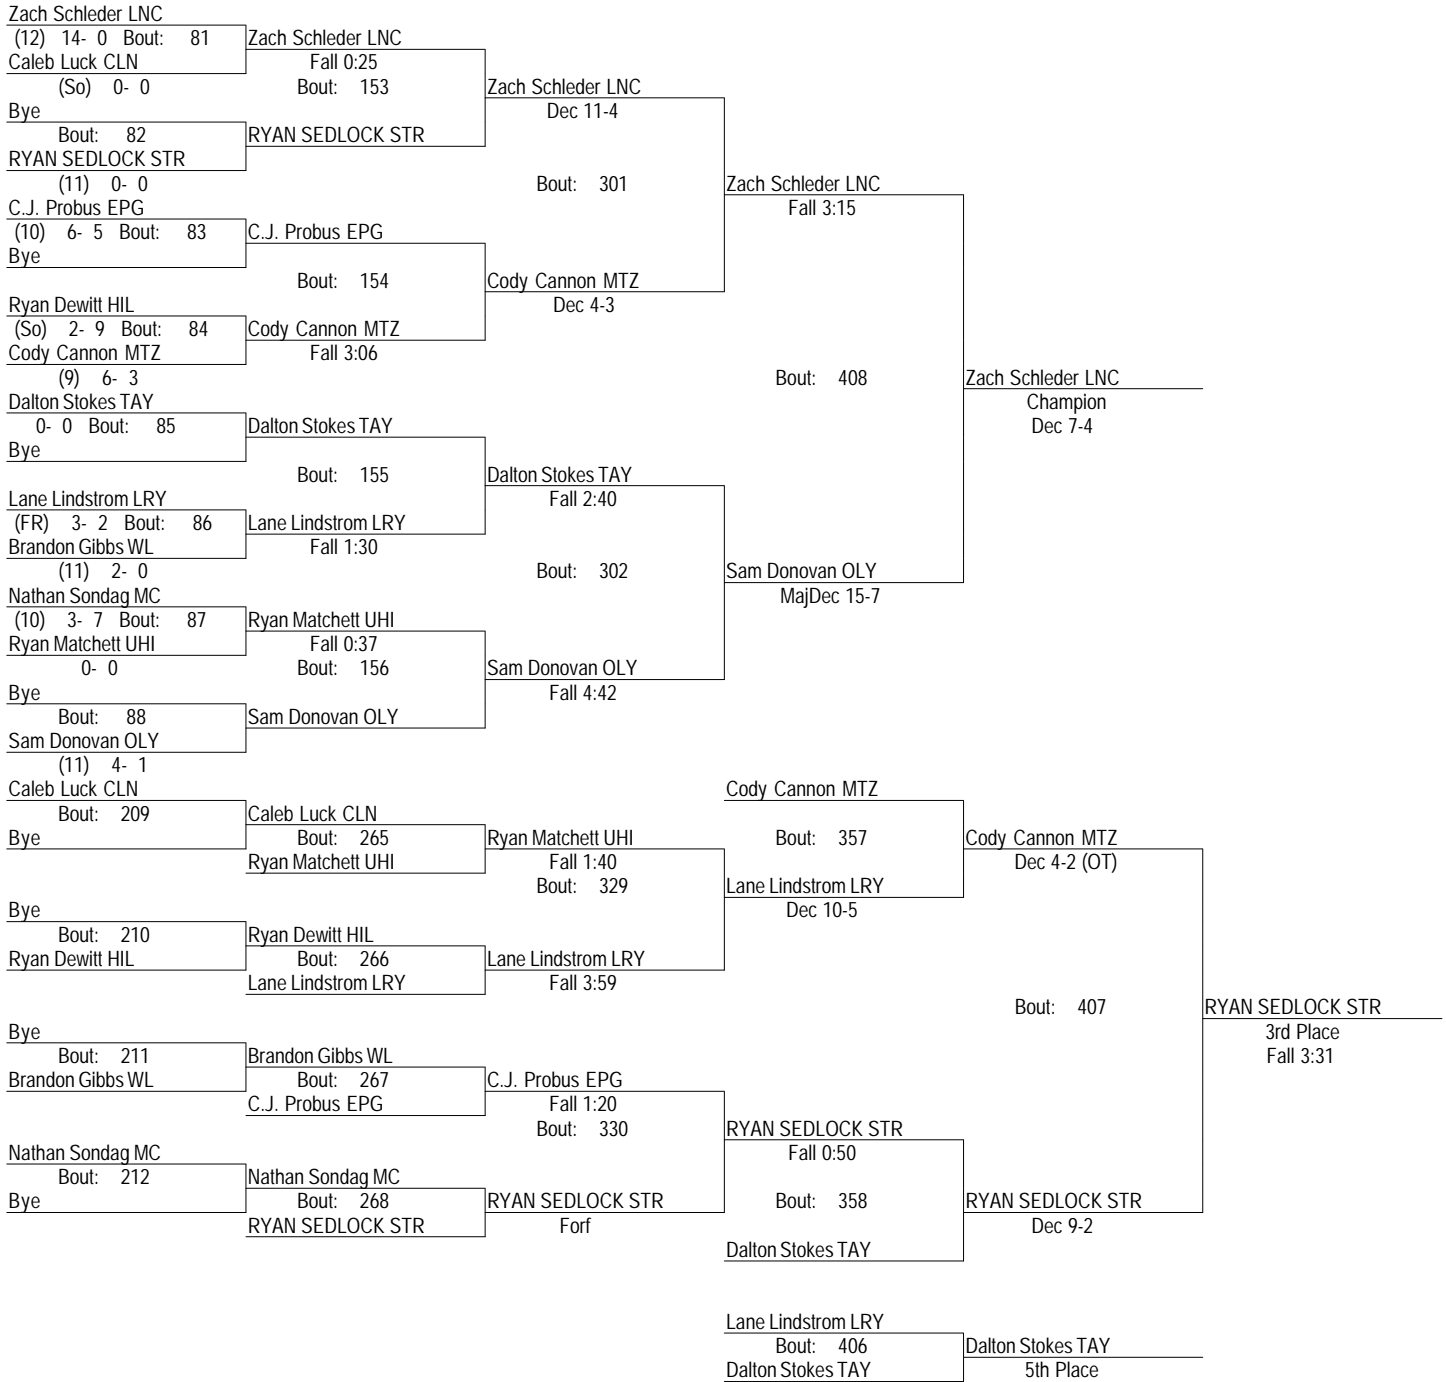 Zach Schleder LNC
(12) 14- 0 Bout: 81 Zach Schleder LNC
Caleb Luck CLN Fall 0:25
(So) 0- 0 Bout: 153 Zach Schleder LNC
Bye Dec 11-4
Bout: 82 RYAN SEDLOCK STR
RYAN SEDLOCK STR
(11) 0- 0 Bout: 301 Zach Schleder LNC
C.J. Probus EPG Fall 3:15
(10) 6- 5 Bout: 83 C.J. Probus EPG
Bye
Bout: 154 Cody Cannon MTZ
Ryan Dewitt HIL Dec 4-3
(So) 2- 9 Bout: 84 Cody Cannon MTZ
Cody Cannon MTZ Fall 3:06
(9) 6- 3 Bout: 408 Zach Schleder LNC
Dalton Stokes TAY Champion
0- 0 Bout: 85 Dalton Stokes TAY Dec 7-4
Bye
Bout: 155 Dalton Stokes TAY
Lane Lindstrom LRY Fall 2:40
(FR) 3- 2 Bout: 86 Lane Lindstrom LRY
Brandon Gibbs WL Fall 1:30
(11) 2- 0 Bout: 302 Sam Donovan OLY
Nathan Sondag MC MajDec 15-7
(10) 3- 7 Bout: 87 Ryan Matchett UHI
Ryan Matchett UHI Fall 0:37
0- 0 Bout: 156 Sam Donovan OLY
Bye Fall 4:42
Bout: 88 Sam Donovan OLY
Sam Donovan OLY
(11) 4- 1
Caleb Luck CLN Cody Cannon MTZ
Bout: 209 Caleb Luck CLN
Bye Bout: 265 Ryan Matchett UHI Bout: 357 Cody Cannon MTZ
Ryan Matchett UHI Fall 1:40 Dec 4-2 (OT)
Bout: 329 Lane Lindstrom LRY
Bye Dec 10-5
Bout: 210 Ryan Dewitt HIL
Ryan Dewitt HIL Bout: 266 Lane Lindstrom LRY
Lane Lindstrom LRY Fall 3:59
Bout: 407 RYAN SEDLOCK STR
Bye 3rd Place
Bout: 211 Brandon Gibbs WL Fall 3:31
Brandon Gibbs WL Bout: 267 C.J. Probus EPG
C.J. Probus EPG Fall 1:20
Bout: 330 RYAN SEDLOCK STR
Nathan Sondag MC Fall 0:50
Bout: 212 Nathan Sondag MC
Bye Bout: 268 RYAN SEDLOCK STR Bout: 358 RYAN SEDLOCK STR
RYAN SEDLOCK STR Forf Dec 9-2
Dalton Stokes TAY
Lane Lindstrom LRY
Bout: 406 Dalton Stokes TAY
Dalton Stokes TAY 5th Place